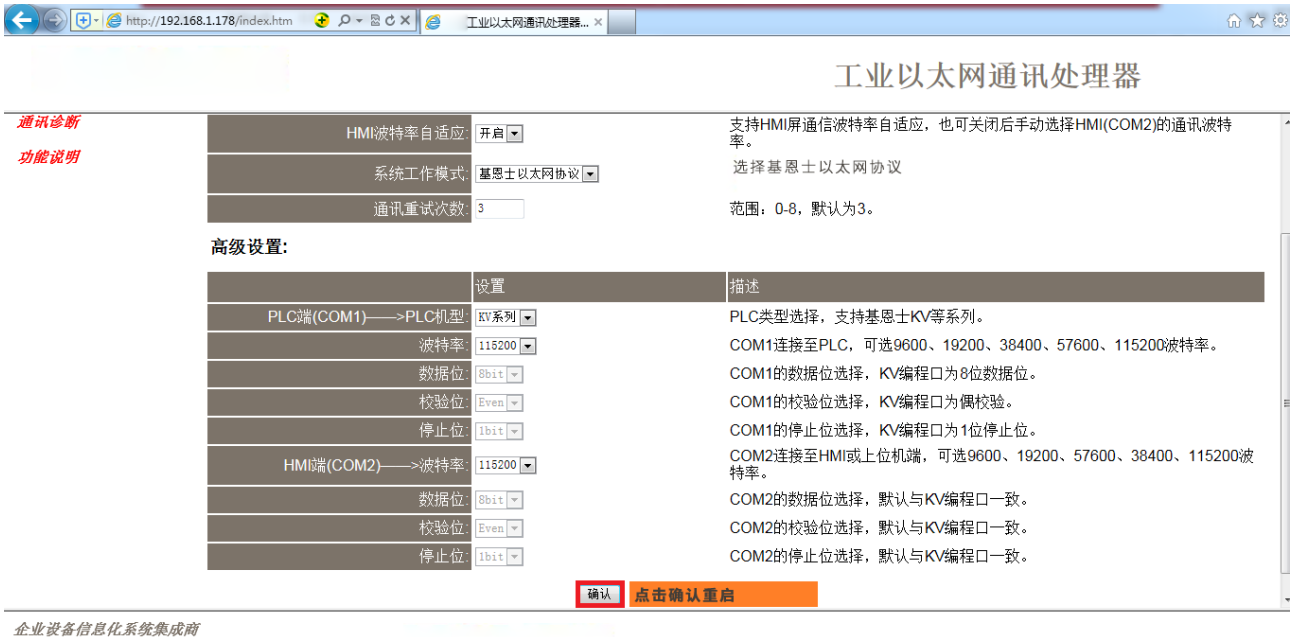 http://192.168.1.178/index.htm
工业以太网通讯处理器... ×
工业以太网通讯处理器
通讯诊断
功能说明
HMI波特率自适应: 开启 支持HMI屏通信波特率自适应，也可关闭后手动选择HMI(COM2)的通讯波特
率。
系统工作模式: 基恩士以太网协议 选择基恩士以太网协议
通讯重试次数: 3 范围：0-8，默认为3。
高级设置:
设置 描述
PLC端(COM1)——>PLC机型: KV系列 PLC类型选择，支持基恩士KV等系列。
波特率: 115200 COM1连接至PLC，可选9600、19200、38400、57600、115200波特率。
数据位: 8bit COM1的数据位选择，KV编程口为8位数据位。
校验位: Even COM1的校验位选择，KV编程口为偶校验。
停止位: 1bit COM1的停止位选择，KV编程口为1位停止位。
HMI端(COM2)——>波特率: 115200 COM2连接至HMI或上位机端，可选9600、19200、57600、38400、115200波
特率。
数据位: 8bit COM2的数据位选择，默认与KV编程口一致。
校验位: Even COM2的校验位选择，默认与KV编程口一致。
停止位: 1bit COM2的停止位选择，默认与KV编程口一致。
确认 点击确认重启
企业设备信息化系统集成商